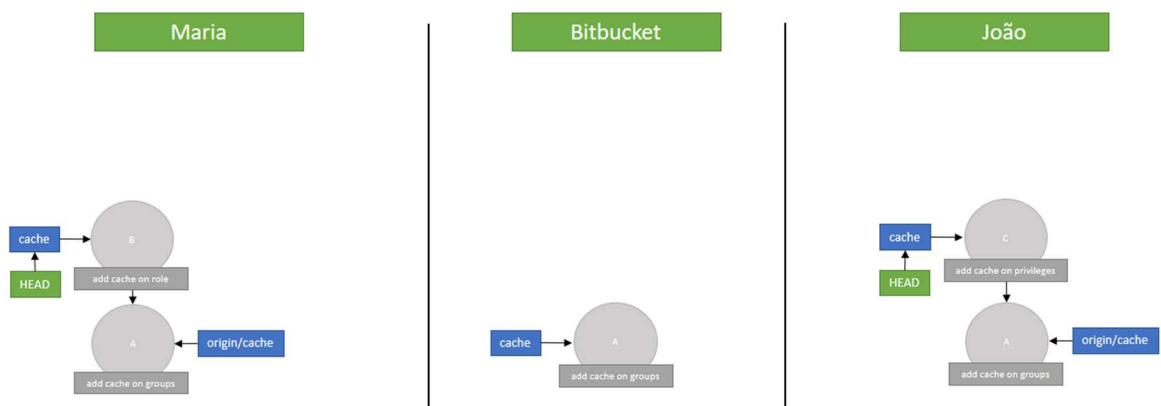 Maria
Bitbucket
João
cache
B
HEAD
add cache on role
A
origin/cache
add cache on groups
cache
A
add cache on groups
cache
C
HEAD
add cache on privileges
A
origin/cache
add cache on groups